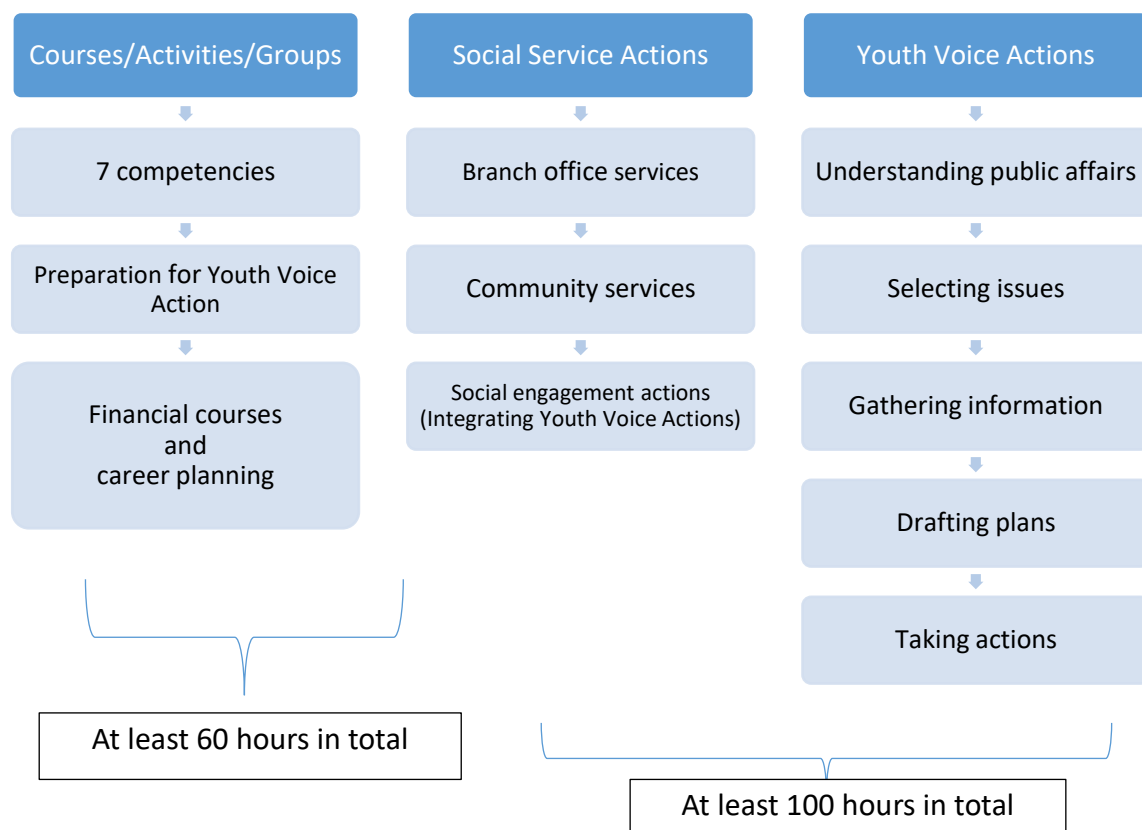 Courses/Activities/Groups
7 competencies
Preparation for Youth Voice
Action
Financial courses
and
career planning
At least 60 hours in total
Social Service Actions
Branch office services
Community services
Social engagement actions
(Integrating Youth Voice Actions)
Youth Voice Actions
Understanding public affairs
Selecting issues
Gathering information
Drafting plans
Taking actions
At least 100 hours in total